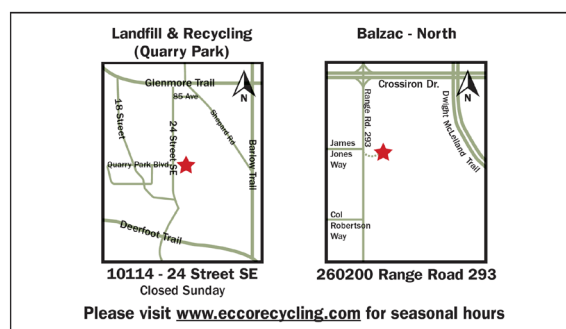 Landfill & Recycling
(Quarry Park)
Glenmore Trail
85 Ave
N
18 Street
24 Street SE
Shepard Rd
Barlow Trail
Quarry Park Blvd
Deerfoot Trail
10114 - 24 Street SE
Closed Sunday
Balzac - North
Crossiron Dr.
Range Rd. 293
N
Dwight McLelland Trail
James
Jones
Way
Col
Robertson
Way
260200 Range Road 293
Please visit www.eccorecycling.com for seasonal hours